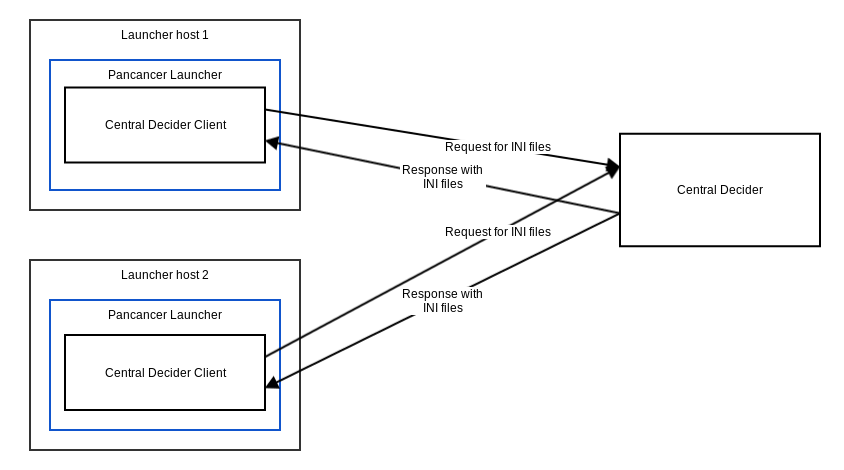 Launcher host 1
Pancancer Launcher
Central Decider Client
Request for INI files
Response with
INI files
Central Decider
Request for INI files
Launcher host 2
Pancancer Launcher
Response with
INI files
Central Decider Client